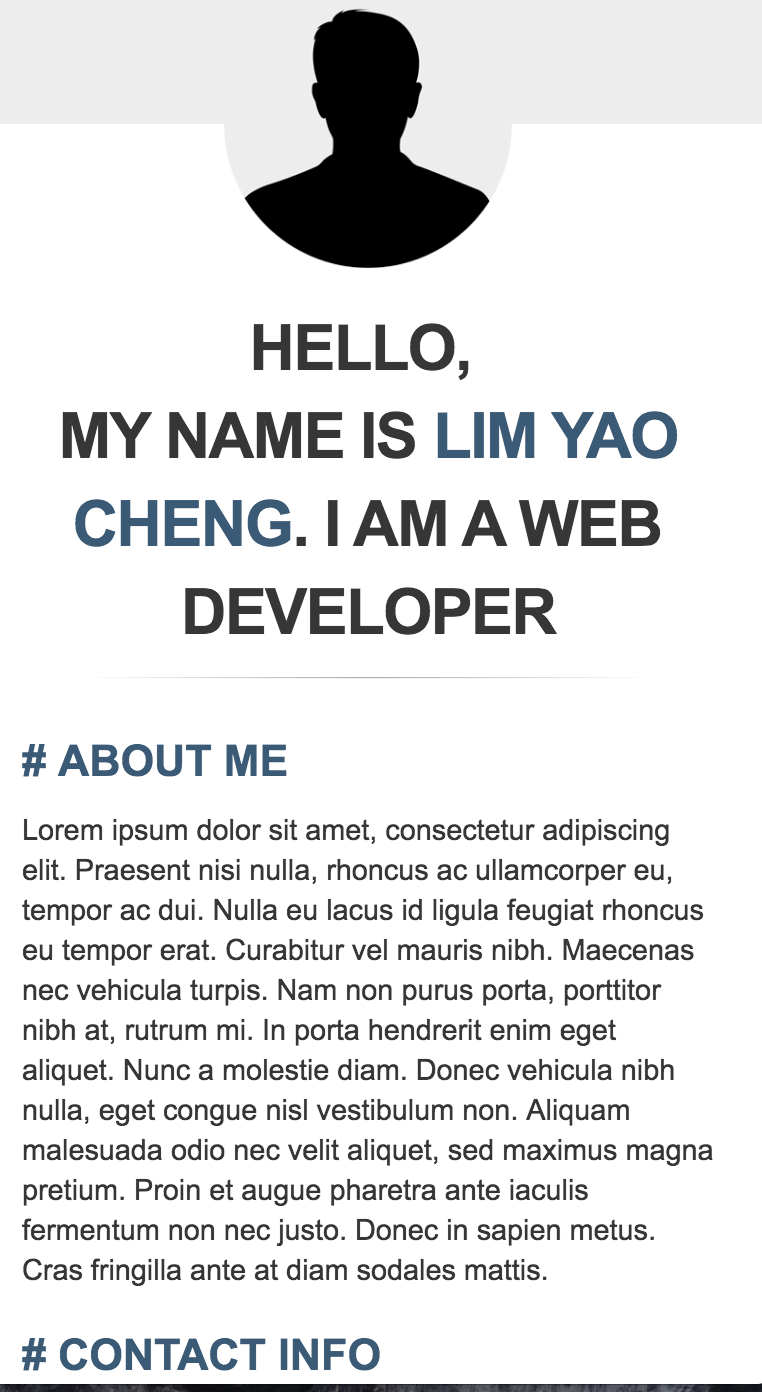 HELLO,
MY NAME IS LIM YAO
CHENG. I AM A WEB
DEVELOPER
# ABOUT ME
Lorem ipsum dolor sit amet, consectetur adipiscing
elit. Praesent nisi nulla, rhoncus ac ullamcorper eu,
tempor ac dui. Nulla eu lacus id ligula feugiat rhoncus
eu tempor erat. Curabitur vel mauris nibh. Maecenas
nec vehicula turpis. Nam non purus porta, porttitor
nibh at, rutrum mi. In porta hendrerit enim eget
aliquet. Nunc a molestie diam. Donec vehicula nibh
nulla, eget congue nisl vestibulum non. Aliquam
malesuada odio nec velit aliquet, sed maximus magna
pretium. Proin et augue pharetra ante iaculis
fermentum non nec justo. Donec in sapien metus.
Cras fringilla ante at diam sodales mattis.
# CONTACT INFO